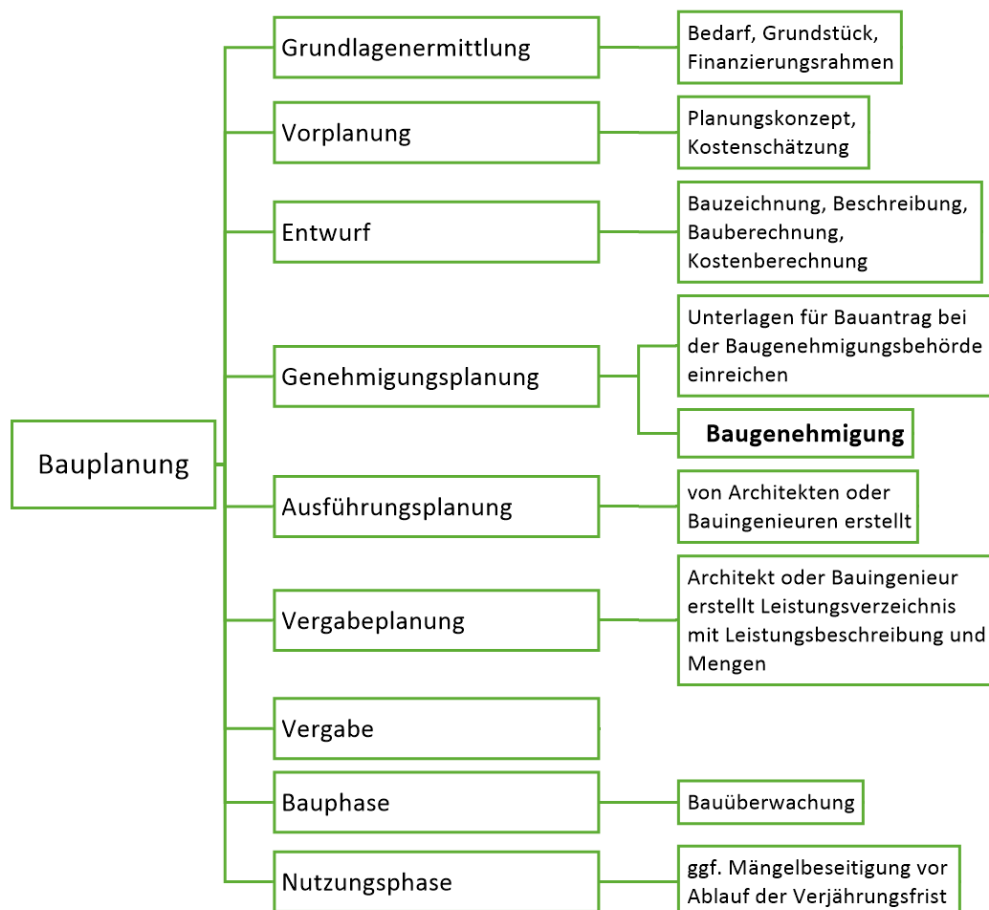 Grundlagenermittlung
Bedarf, Grundstück,
Finanzierungsrahmen
Vorplanung
Planungskonzept,
Kostenschätzung
Entwurf
Bauzeichnung, Beschreibung,
Bauberechnung,
Kostenberechnung
Genehmigungsplanung
Unterlagen für Bauantrag bei
der Baugenehmigungsbehörde
einreichen
Baugenehmigung
Bauplanung
Ausführungsplanung
von Architekten oder
Bauingenieuren erstellt
Vergabeplanung
Architekt oder Bauingenieur
erstellt Leistungsverzeichnis
mit Leistungsbeschreibung und
Mengen
Vergabe
Bauphase
Bauüberwachung
Nutzungsphase
ggf. Mängelbeseitigung vor
Ablauf der Verjährungsfrist